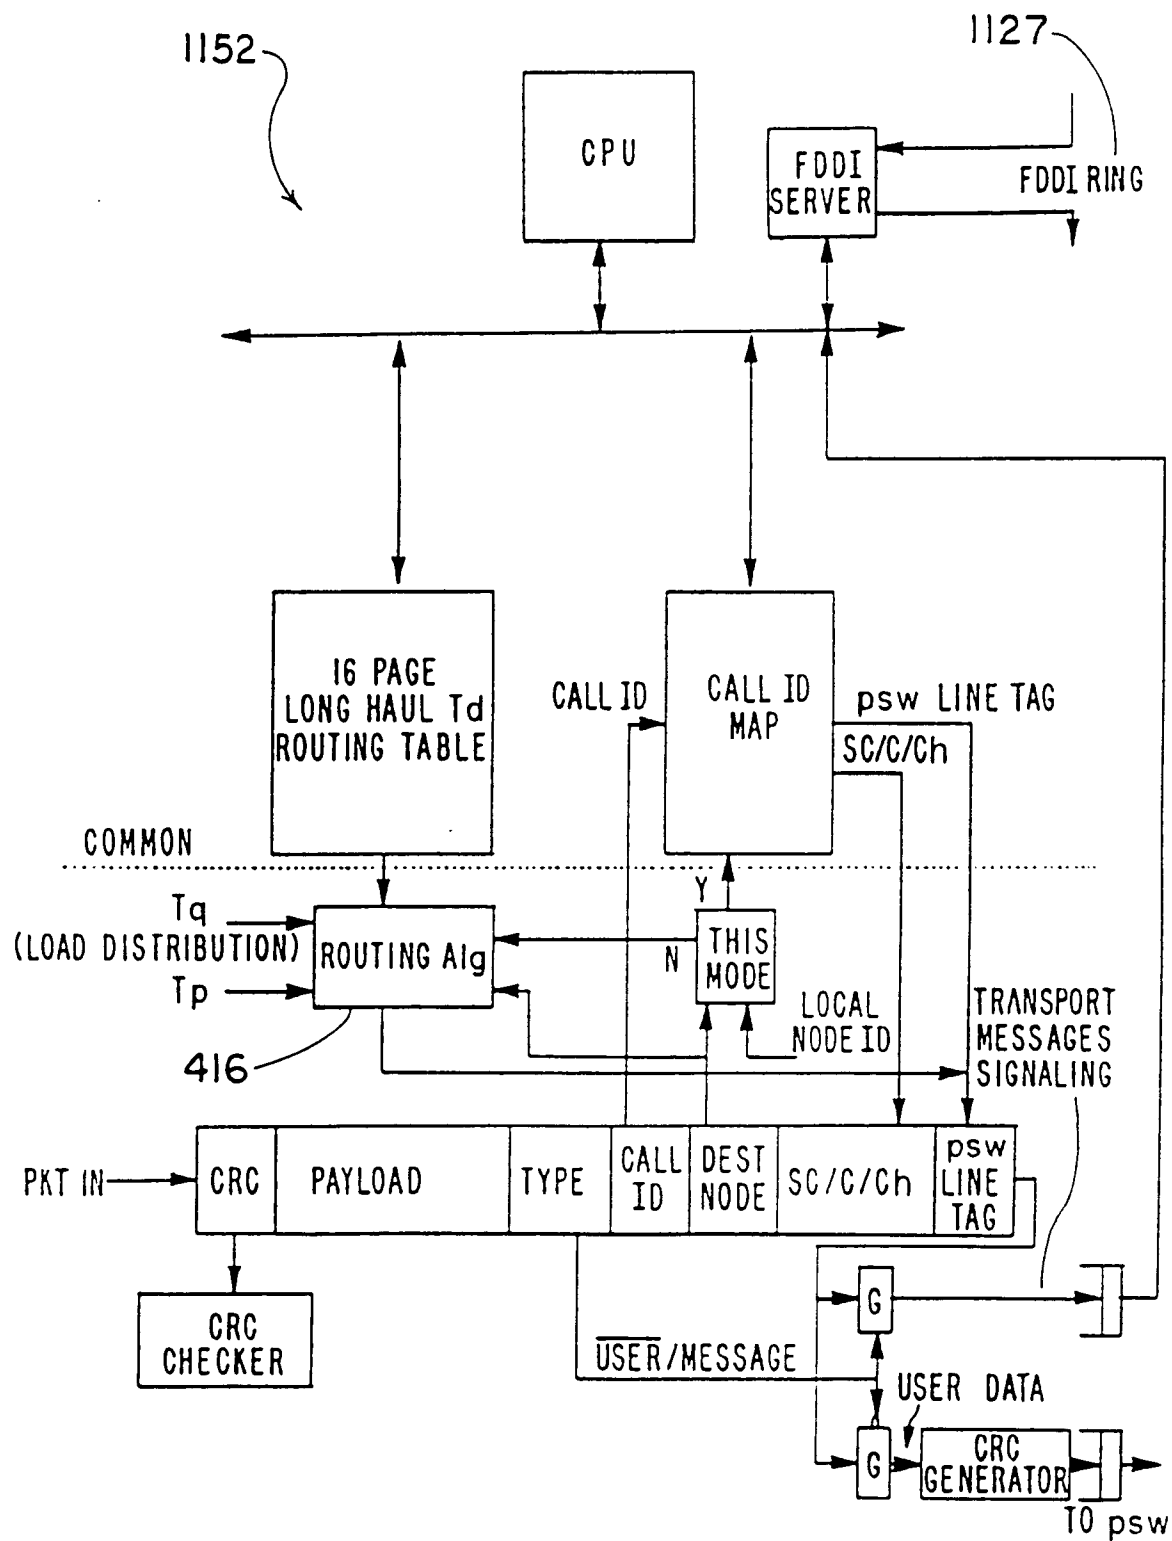 1152
1127
CPU
FDDI
SERVER
FDDI RING
16 PAGE
LONG HAUL Td
ROUTING TABLE
CALL ID
CALL ID
MAP
psw LINE TAG
SC/C/Ch
COMMON
Tq
(LOAD DISTRIBUTION)
Tp
ROUTING Alg
416
Y
N
THIS
MODE
LOCAL
NODE ID
TRANSPORT
MESSAGES
SIGNALING
PKT IN
CRC
PAYLOAD
TYPE
CALL
ID
DEST
NODE
SC/C/Ch
psw
LINE
TAG
CRC
CHECKER
USER/MESSAGE
G
G
USER DATA
CRC
GENERATOR
TO psw